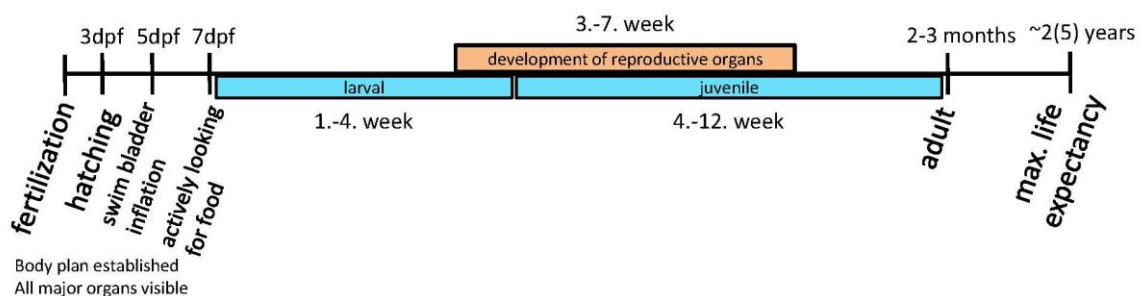 3.-7. week
3dpf 5dpf 7dpf 2-3 months ~2(5) years
development of reproductive organs
larval juvenile
1.-4. week 4.-12. week
fertilization
hatching
swim bladder
inflation
actively looking
for food
adult
max. life
expectancy
Body plan established
All major organs visible